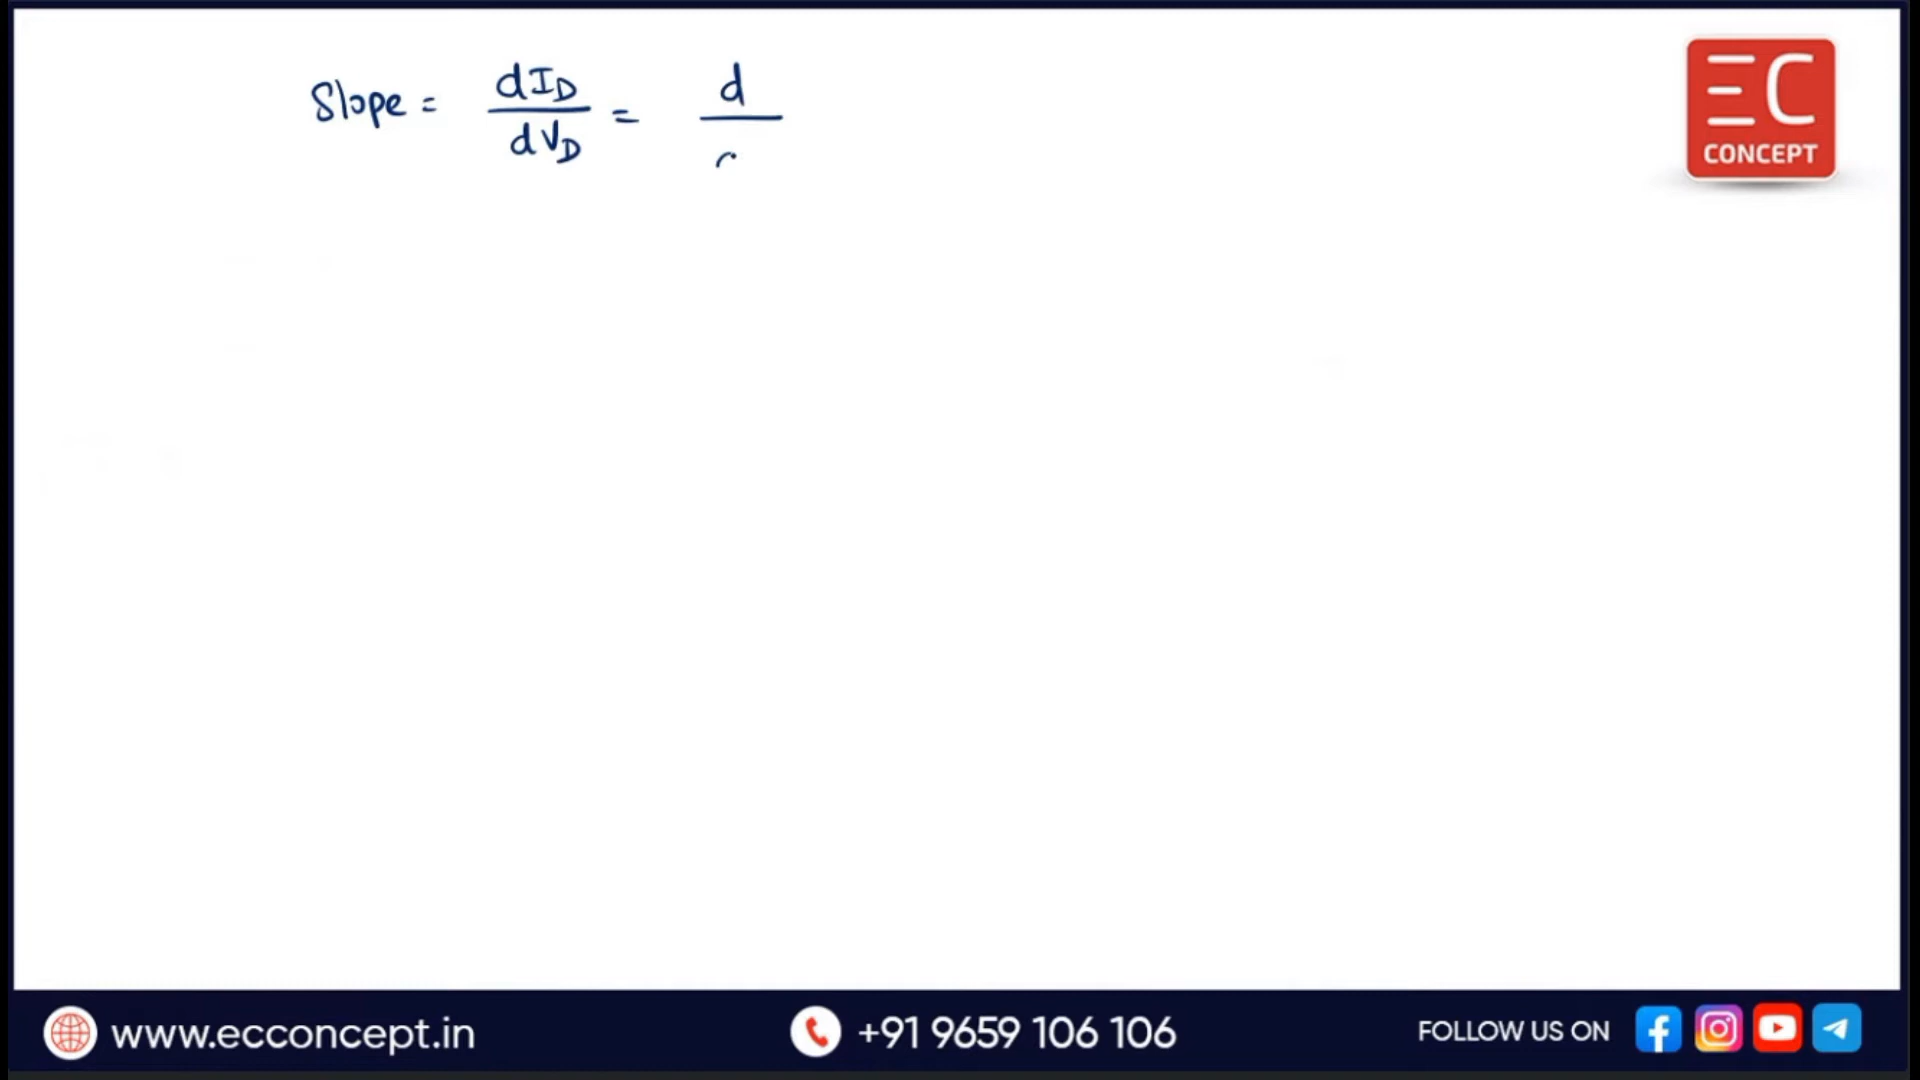 Slope = dI_D / dV_D = d /
EC
CONCEPT
www.ecconcept.in
+91 9659 106 106
FOLLOW US ON